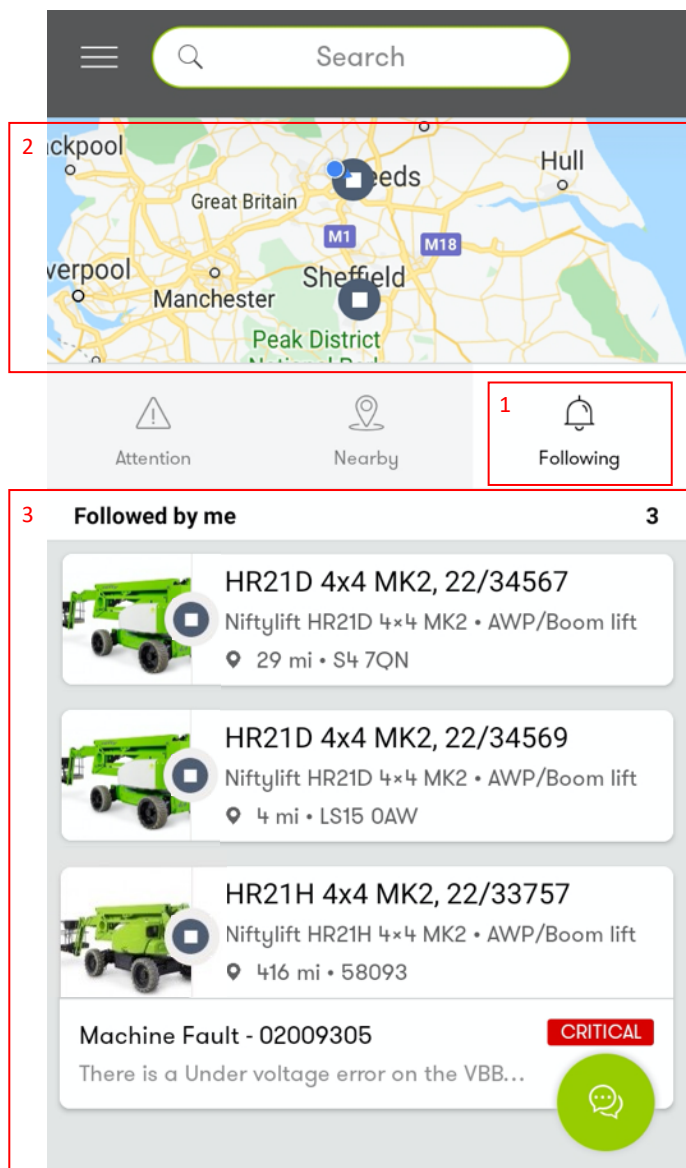 Search
2
ckpool
eeds
Hull
Great Britain
M1
M18
verpool
Manchester
Sheffield
Peak District
Attention
Nearby
1
Following
3
Followed by me
3
HR21D 4x4 MK2, 22/34567
Niftylift HR21D 4×4 MK2 • AWP/Boom lift
29 mi • S4 7QN
HR21D 4x4 MK2, 22/34569
Niftylift HR21D 4×4 MK2 • AWP/Boom lift
4 mi • LS15 0AW
HR21H 4x4 MK2, 22/33757
Niftylift HR21H 4×4 MK2 • AWP/Boom lift
416 mi • 58093
Machine Fault - 02009305
CRITICAL
There is a Under voltage error on the VBB...